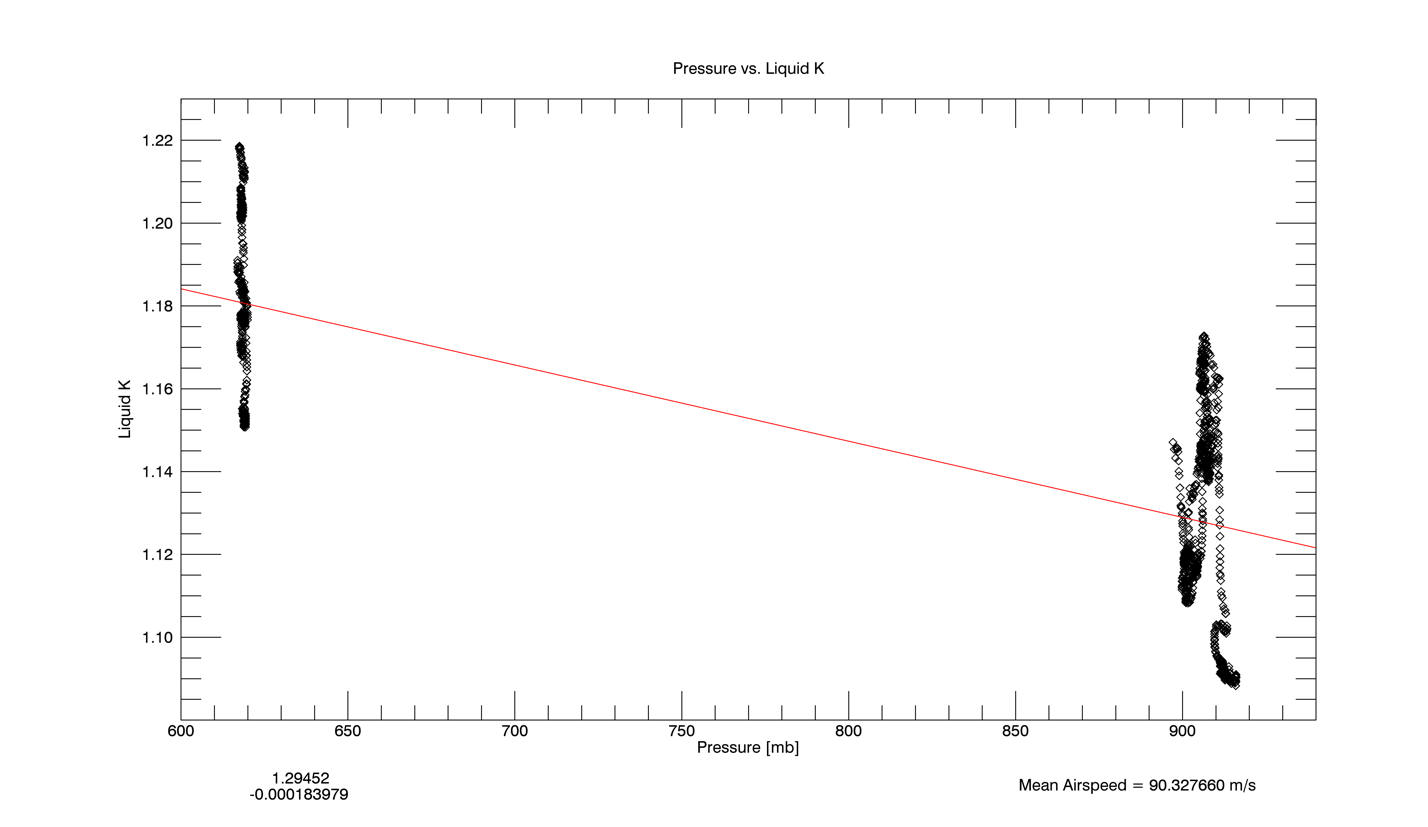 Pressure vs. Liquid K
1.22
1.20
1.18
1.16
1.14
1.12
1.10
Liquid K
600 650 700 750 800 850 900
Pressure [mb]
1.29452
-0.000183979
Mean Airspeed = 90.327660 m/s